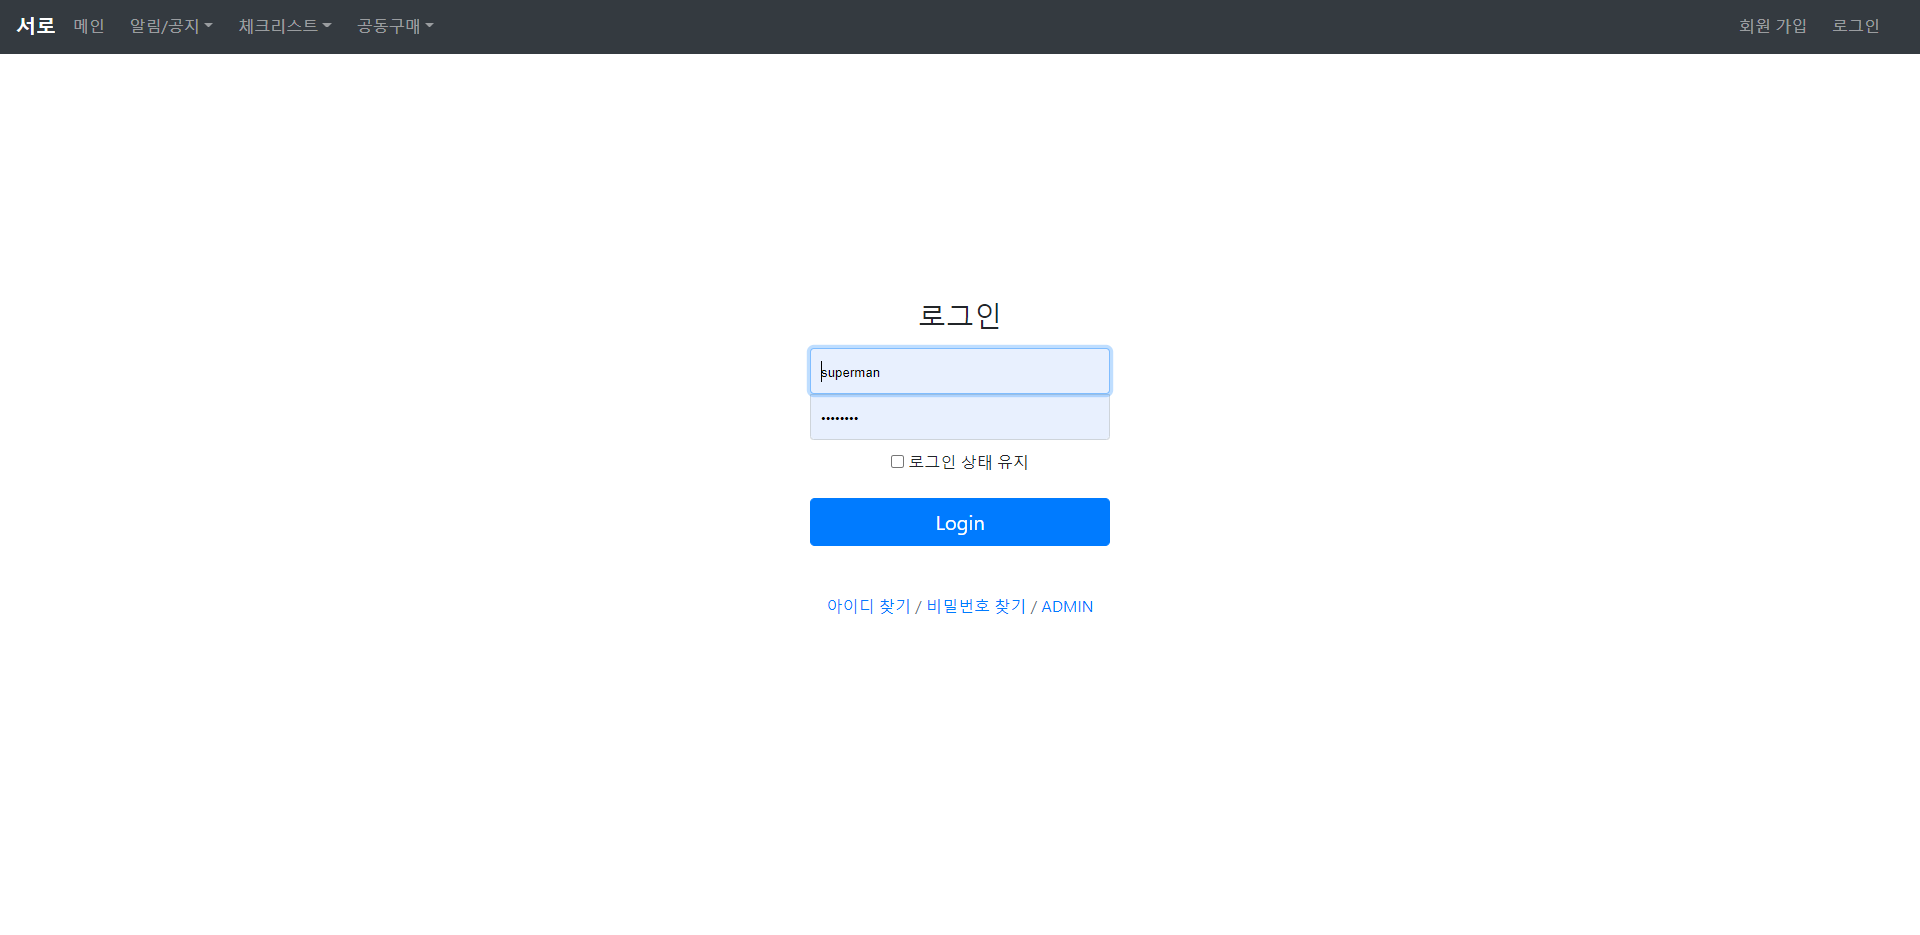 서로 메인 알림/공지 체크리스트 공동구매 회원 가입 로그인
로그인
superman
••••••••
로그인 상태 유지
Login
아이디 찾기 / 비밀번호 찾기 / ADMIN